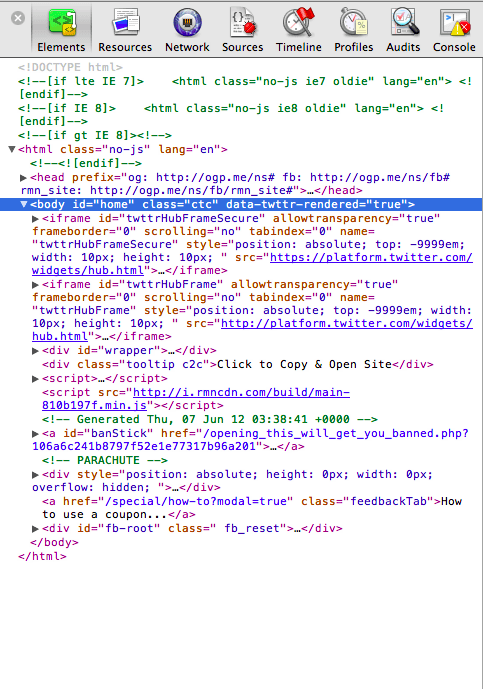 Elements Resources Network Sources Timeline Profiles Audits Console
<!DOCTYPE html>
<!--[if lte IE 7]>    <html class="no-js ie7 oldie" lang="en"> <!
[endif]-->
<!--[if IE 8]>    <html class="no-js ie8 oldie" lang="en"> <!
[endif]-->
<!--[if gt IE 8]><!-->
▼<html class="no-js" lang="en">
<!--<![endif]-->
▶<head prefix="og: http://ogp.me/ns# fb: http://ogp.me/ns/fb#
rmn_site: http://ogp.me/ns/fb/rmn_site#">…</head>
▼<body id="home" class="ctc" data-twttr-rendered="true">
▶<iframe id="twttrHubFrameSecure" allowtransparency="true"
frameborder="0" scrolling="no" tabindex="0" name=
"twttrHubFrameSecure" style="position: absolute; top: -9999em;
width: 10px; height: 10px; " src="https://platform.twitter.com/
widgets/hub.html">…</iframe>
▶<iframe id="twttrHubFrame" allowtransparency="true"
frameborder="0" scrolling="no" tabindex="0" name=
"twttrHubFrame" style="position: absolute; top: -9999em; width:
10px; height: 10px; " src="http://platform.twitter.com/widgets/
hub.html">…</iframe>
▶<div id="wrapper">…</div>
<div class="tooltip c2c">Click to Copy & Open Site</div>
▶<script>…</script>
<script src="http://i.rmncdn.com/build/main-
810b197f.min.js"></script>
<!-- Generated Thu, 07 Jun 12 03:38:41 +0000 -->
▶<a id="banStick" href="/opening_this_will_get_you_banned.php?
106a6c241b8797f52e1e77317b96a201">…</a>
<!-- PARACHUTE -->
▶<div style="position: absolute; height: 0px; width: 0px;
overflow: hidden; ">…</div>
<a href="/special/how-to?modal=true" class="feedbackTab">How
to use a coupon...</a>
▶<div id="fb-root" class=" fb_reset">…</div>
</body>
</html>